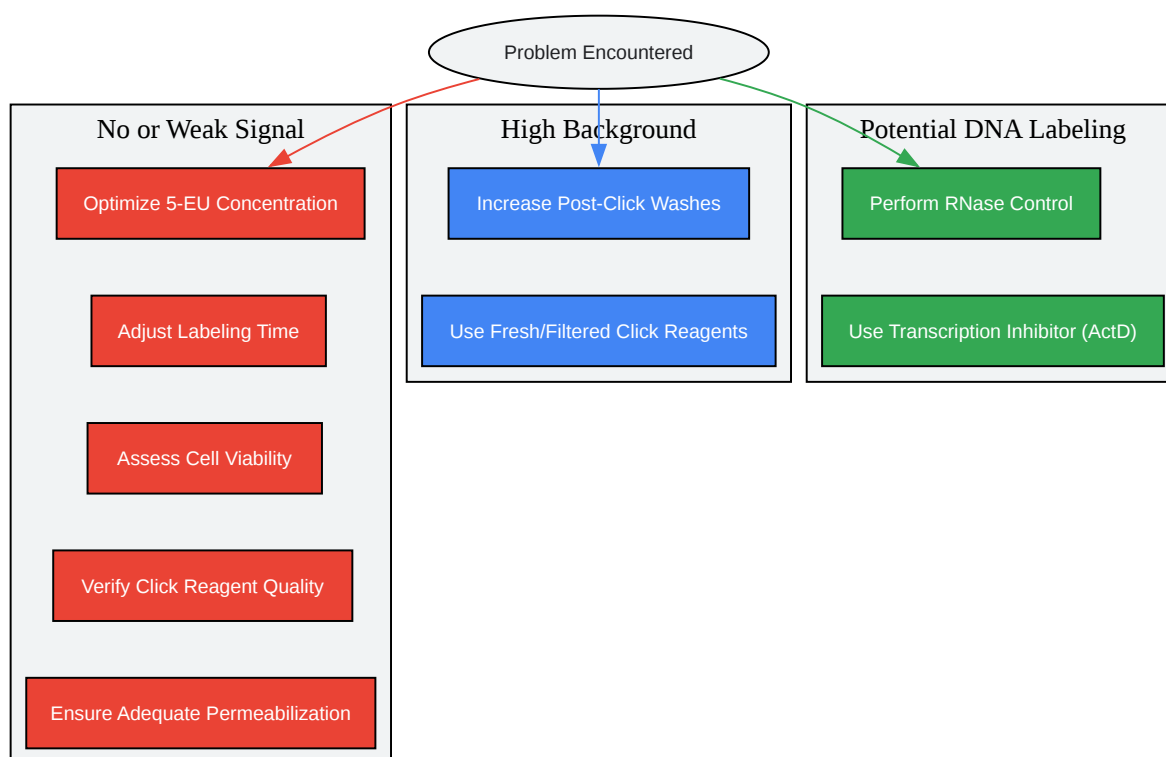 Problem Encountered
No or Weak Signal
Optimize 5-EU Concentration
Adjust Labeling Time
Assess Cell Viability
Verify Click Reagent Quality
Ensure Adequate Permeabilization
High Background
Increase Post-Click Washes
Use Fresh/Filtered Click Reagents
Potential DNA Labeling
Perform RNase Control
Use Transcription Inhibitor (ActD)